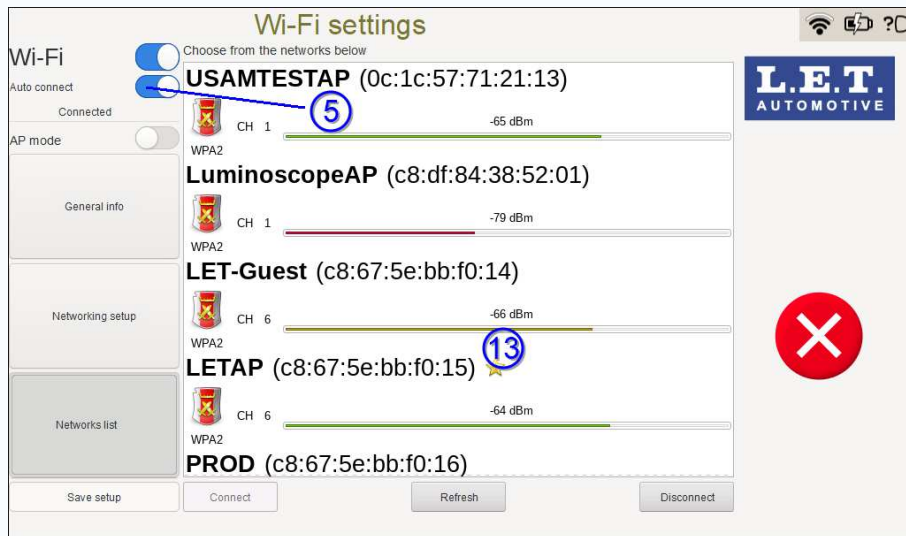 Wi-Fi settings
?
Wi-Fi
Choose from the networks below
Auto connect
Connected
AP mode
General info
Networking setup
Networks list
Save setup
USAMTESTAP (0c:1c:57:71:21:13)
5
CH 1
-65 dBm
WPA2
LuminoscopeAP (c8:df:84:38:52:01)
CH 1
-79 dBm
WPA2
LET-Guest (c8:67:5e:bb:f0:14)
CH 6
-66 dBm
WPA2
13
LETAP (c8:67:5e:bb:f0:15)
CH 6
-64 dBm
WPA2
PROD (c8:67:5e:bb:f0:16)
Connect
Refresh
Disconnect
L.E.T.
AUTOMOTIVE